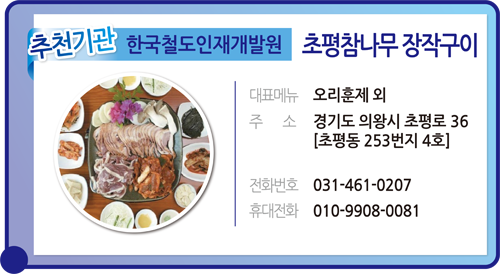 추천기관 한국철도인재개발원 초평참나무 장작구이
대표메뉴 오리훈제 외
주 소 경기도 의왕시 초평로 36
[초평동 253번지 4호]
전화번호 031-461-0207
휴대전화 010-9908-0081